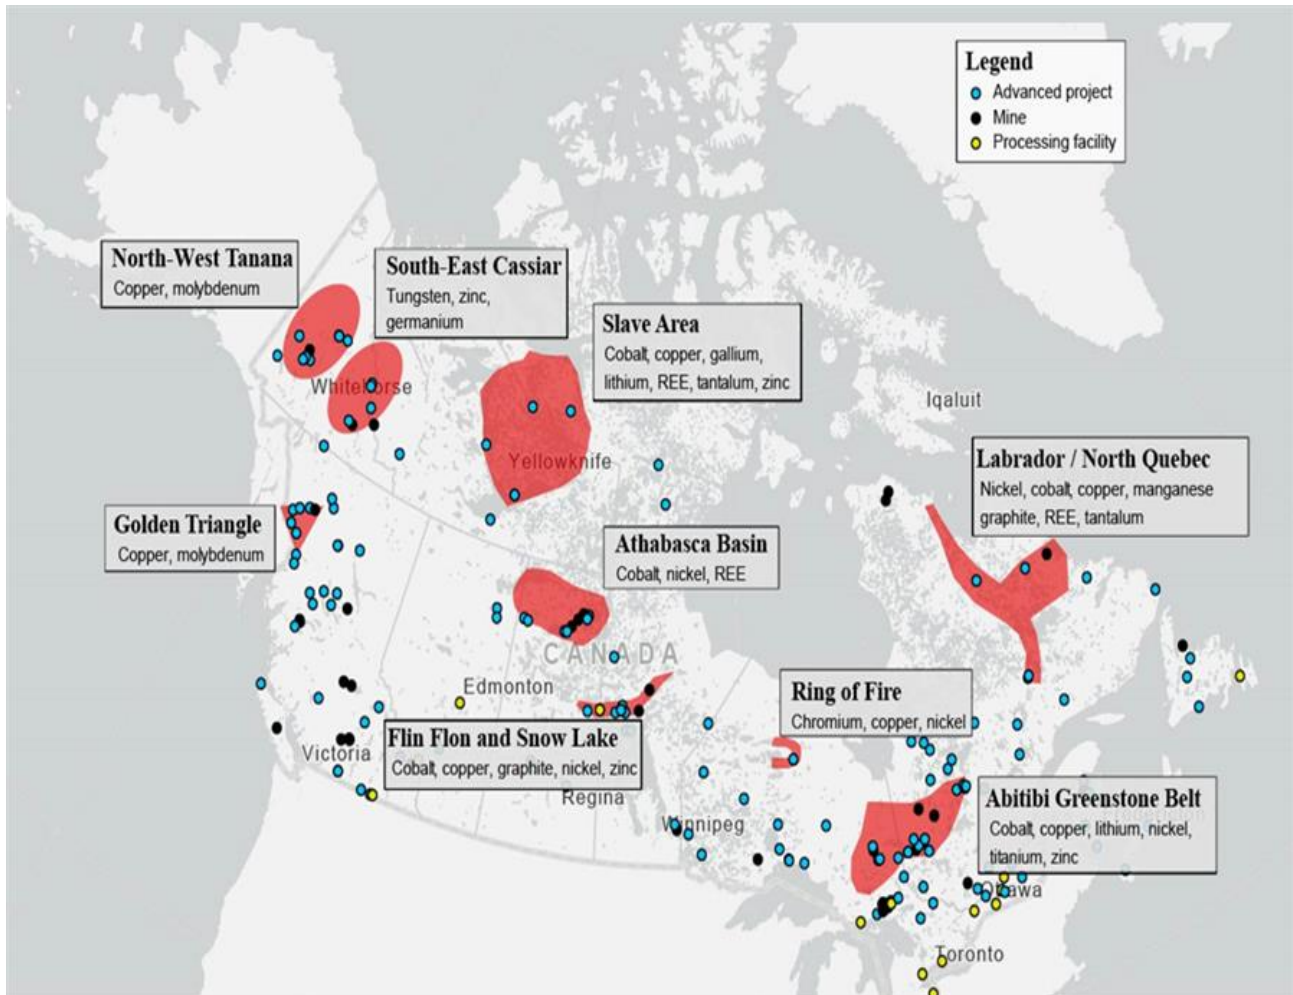 Legend
Advanced project
Mine
Processing facility
North-West Tanana
Copper, molybdenum
South-East Cassiar
Tungsten, zinc,
germanium
Slave Area
Cobalt, copper, gallium,
lithium, REE, tantalum, zinc
Whitehorse
Iqaluit
Yellowknife
Labrador / North Quebec
Nickel, cobalt, copper, manganese
graphite, REE, tantalum
Golden Triangle
Copper, molybdenum
Athabasca Basin
Cobalt, nickel, REE
CANADA
Edmonton
Ring of Fire
Chromium, copper, nickel
Flin Flon and Snow Lake
Cobalt, copper, graphite, nickel, zinc
Victoria
Regina
Winnipeg
Abitibi Greenstone Belt
Cobalt, copper, lithium, nickel,
titanium, zinc
Ottawa
Toronto